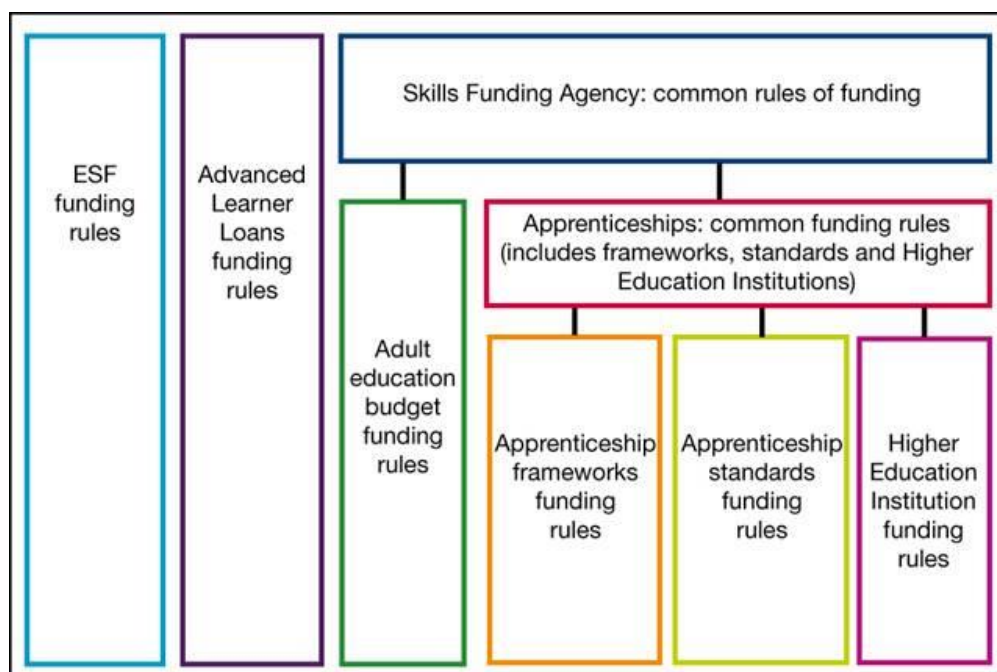 ESF
funding
rules
Advanced
Learner
Loans
funding
rules
Skills Funding Agency: common rules of funding
Adult
education
budget
funding
rules
Apprenticeships: common funding rules
(includes frameworks, standards and Higher
Education Institutions)
Apprenticeship
frameworks
funding
rules
Apprenticeship
standards
funding
rules
Higher
Education
Institution
funding
rules